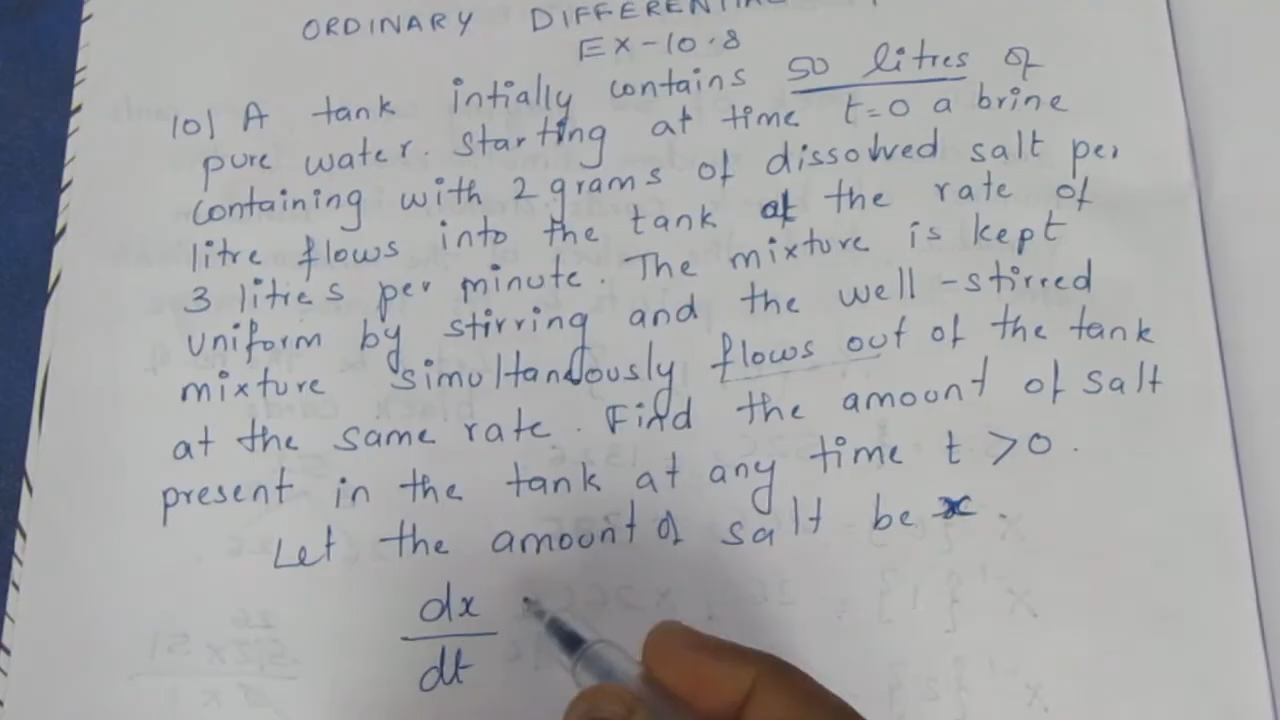 ORDINARY DIFFERENTIAL
EX-10.8
10) A tank intially contains 50 litres of
pure water. Starting at time t=0 a brine
containing with 2 grams of dissolved salt per
litre flows into the tank at the rate of
3 litres per minute. The mixture is kept
uniform by stirring and the well-stirred
mixture simultandously flows out of the tank
at the same rate. Find the amount of salt
present in the tank at any time t > 0.
Let the amount of salt be x.
dx
dt